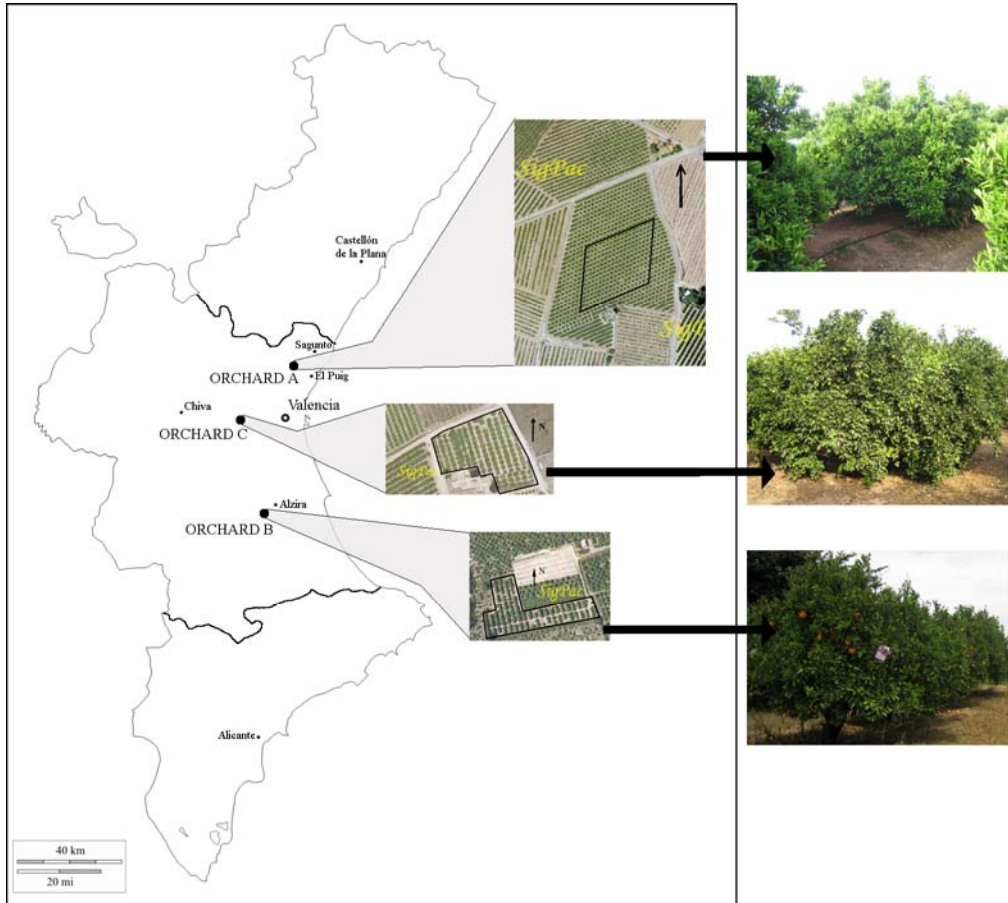 SigPac
Castellón
de la Plana
SigP
Sagunto
ORCHARD A
El Puig
Chiva
Valencia
ORCHARD C
N
SigPac
Alzira
ORCHARD B
N
SigPac
Alicante
40 km
20 mi